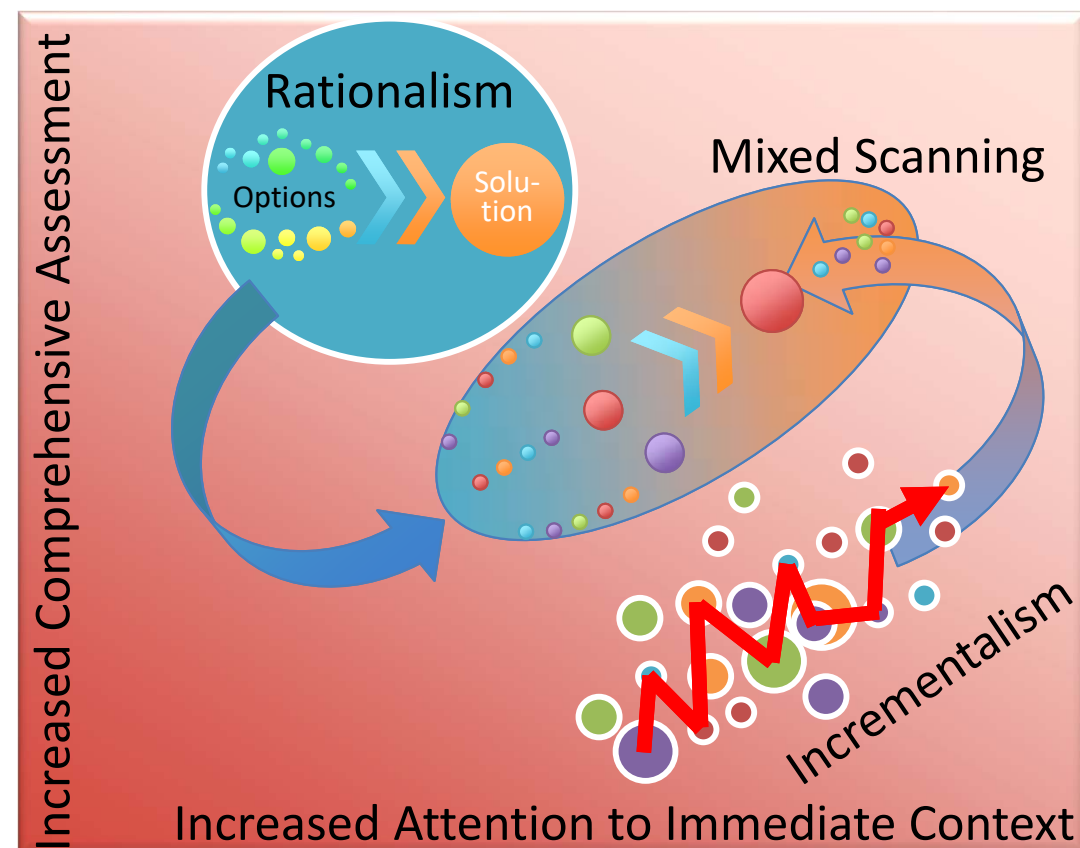 Increased Comprehensive Assessment
Rationalism
Options
Solu-
tion
Mixed Scanning
Incrementalism
Increased Attention to Immediate Context